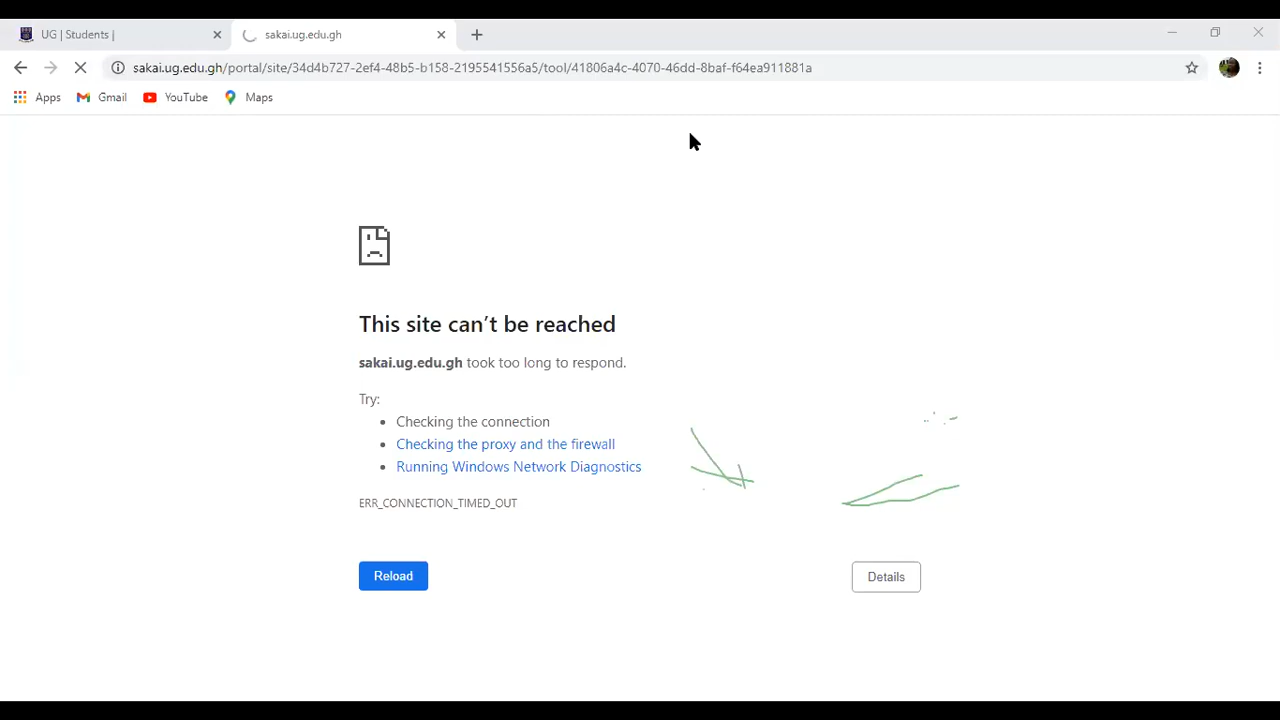 UG | Students |
sakai.ug.edu.gh
sakai.ug.edu.gh/portal/site/34d4b727-2ef4-48b5-b158-2195541556a5/tool/41806a4c-4070-46dd-8baf-f64ea911881a
Apps Gmail YouTube Maps
This site can’t be reached
sakai.ug.edu.gh took too long to respond.
Try:
Checking the connection
Checking the proxy and the firewall
Running Windows Network Diagnostics
ERR_CONNECTION_TIMED_OUT
Reload
Details